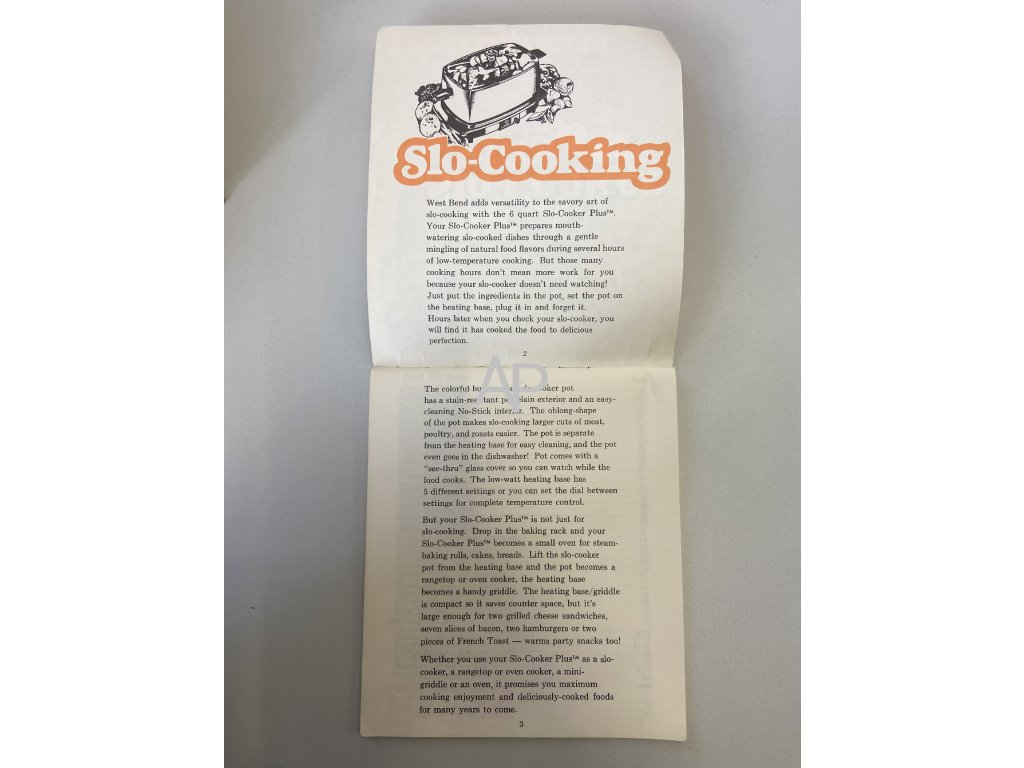 Slo-Cooking
West Bend adds versatility to the savory art of
slo-cooking with the 6 quart Slo-Cooker Plus™.
Your Slo-Cooker Plus™ prepares mouth-
watering slo-cooked dishes through a gentle
mingling of natural food flavors during several hours
of low-temperature cooking. But those many
cooking hours don't mean more work for you
because your slo-cooker doesn't need watching!
Just put the ingredients in the pot, set the pot on
the heating base, plug it in and forget it.
Hours later when you check your slo-cooker, you
will find it has cooked the food to delicious
perfection.
2
AP
The colorful pot
has a stain-resistant porcelain exterior and an easy-
cleaning No-Stick interior. The oblong-shape
of the pot makes slo-cooking larger cuts of meat,
poultry, and roasts easier. The pot is separate
from the heating base for easy cleaning, and the pot
even goes in the dishwasher! Pot comes with a
"see-thru" glass cover so you can watch while the
food cooks. The low-watt heating base has
5 different settings or you can set the dial between
settings for complete temperature control.
But your Slo-Cooker Plus™ is not just for
slo-cooking. Drop in the baking rack and your
Slo-Cooker Plus™ becomes a small oven for steam-
baking rolls, cakes, breads. Lift the slo-cooker
pot from the heating base and the pot becomes a
rangetop or oven cooker, the heating base
becomes a handy griddle. The heating base/griddle
is compact so it saves counter space, but it's
large enough for two grilled cheese sandwiches,
seven slices of bacon, two hamburgers or two
pieces of French Toast — warms party snacks too!
Whether you use your Slo-Cooker Plus™ as a slo-
cooker, a rangetop or oven cooker, a mini-
griddle or an oven, it promises you maximum
cooking enjoyment and deliciously-cooked foods
for many years to come.
3